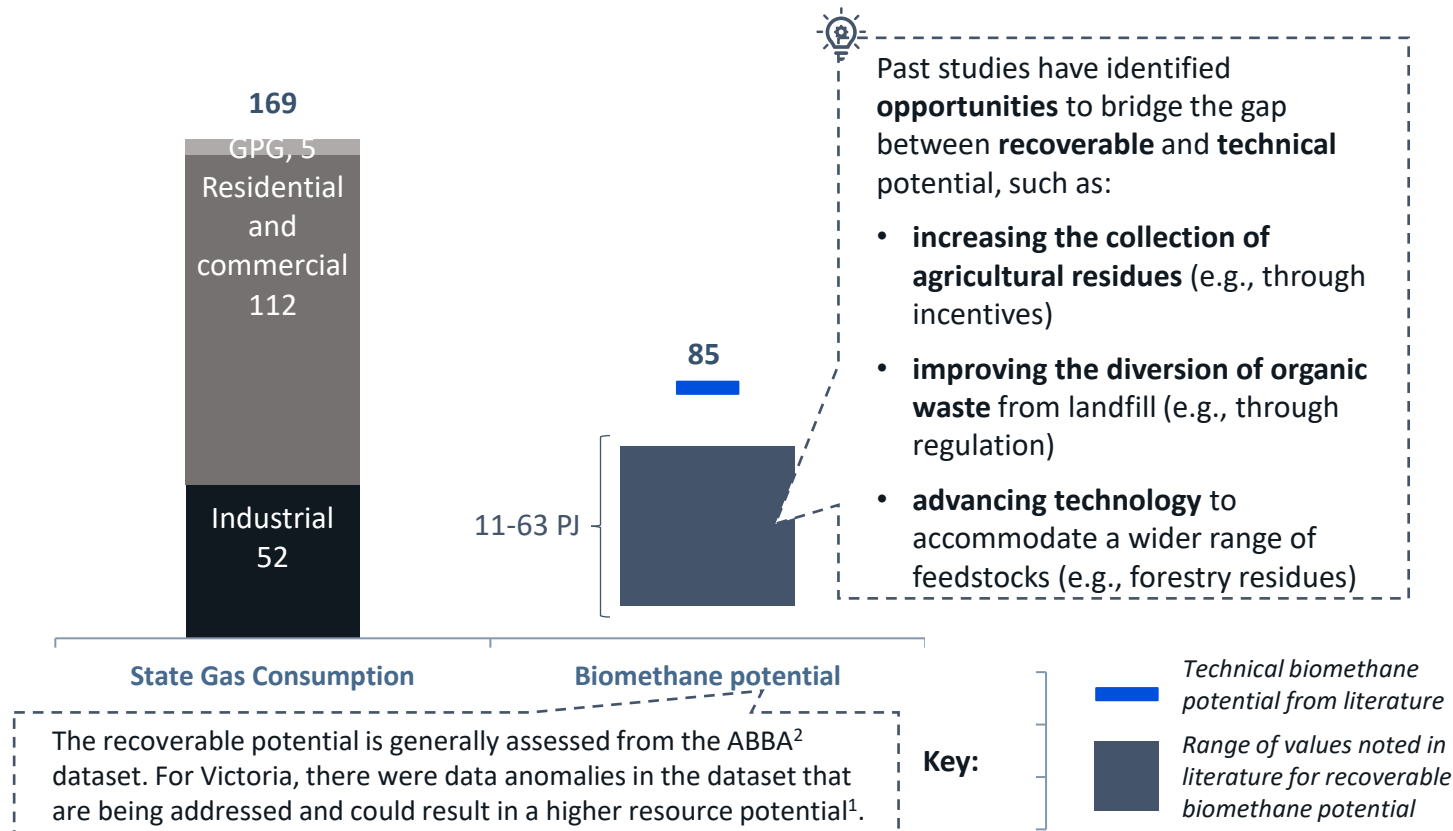 169
GPG, 5
Residential
and
commercial
112
Industrial
52
85
11-63 PJ
State Gas Consumption
Biomethane potential
Past studies have identified
opportunities to bridge the gap
between recoverable and technical
potential, such as:
• increasing the collection of
agricultural residues (e.g., through
incentives)
• improving the diversion of organic
waste from landfill (e.g., through
regulation)
• advancing technology to
accommodate a wider range of
feedstocks (e.g., forestry residues)
The recoverable potential is generally assessed from the ABBA²
dataset. For Victoria, there were data anomalies in the dataset that
are being addressed and could result in a higher resource potential¹.
Key:
Technical biomethane
potential from literature
Range of values noted in
literature for recoverable
biomethane potential